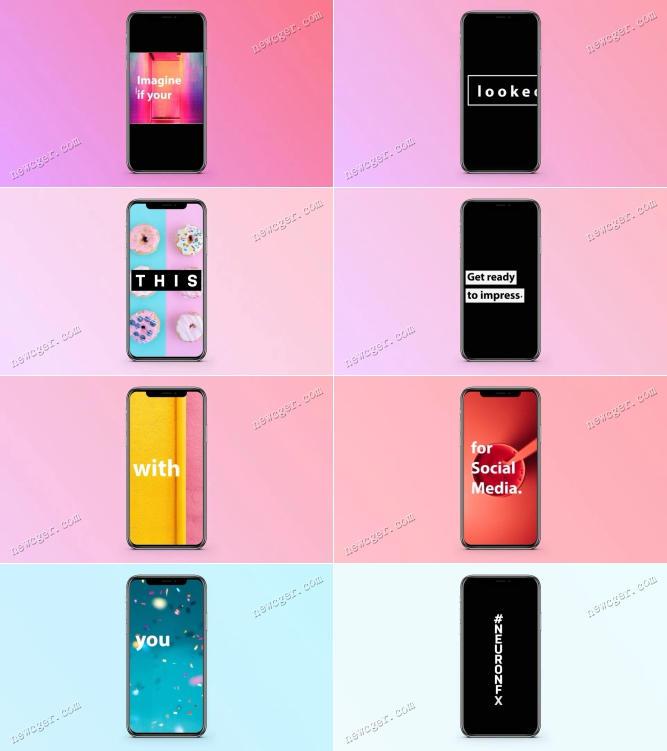 Imagine
if your
newcger.com
newcger.com
looked
newcger.com
newcger.com
THIS
newcger.com
newcger.com
Get ready
to impress.
newcger.com
newcger.com
with
newcger.com
newcger.com
for
Social
Media.
newcger.com
newcger.com
you
newcger.com
newcger.com
#NEURONFX
newcger.com
newcger.com